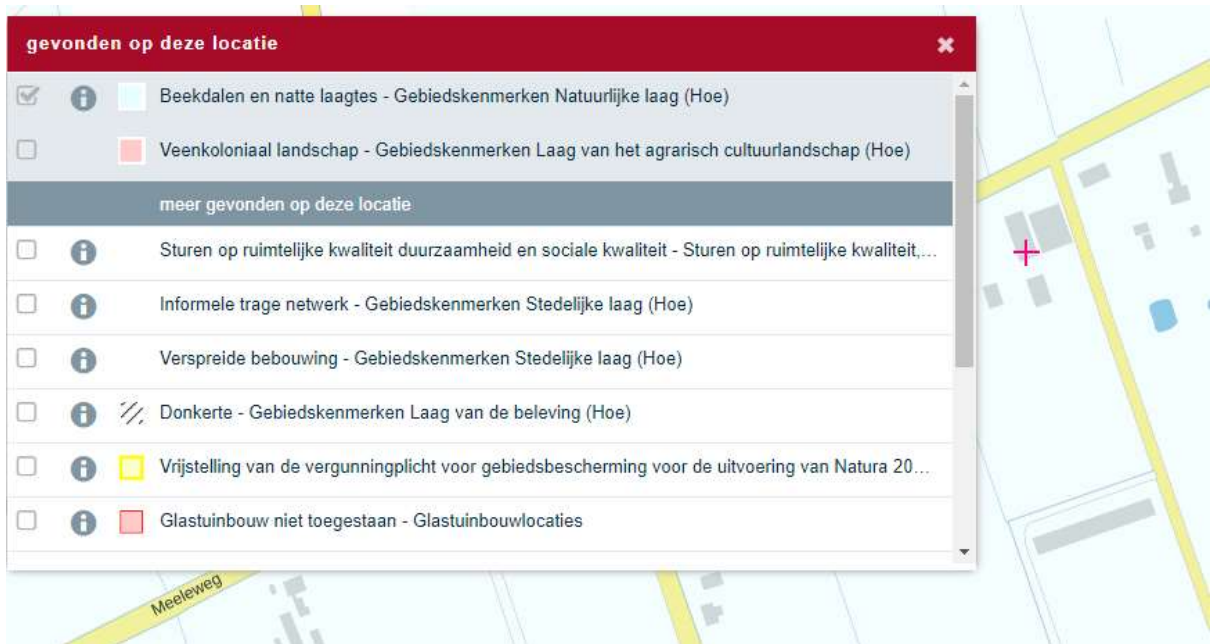 gevonden op deze locatie
Beekdalen en natte laagtes - Gebiedskenmerken Natuurlijke laag (Hoe)
Veenkoloniaal landschap - Gebiedskenmerken Laag van het agrarisch cultuurlandschap (Hoe)
meer gevonden op deze locatie
Sturen op ruimtelijke kwaliteit duurzaamheid en sociale kwaliteit - Sturen op ruimtelijke kwaliteit,...
Informele trage netwerk - Gebiedskenmerken Stedelijke laag (Hoe)
Verspreide bebouwing - Gebiedskenmerken Stedelijke laag (Hoe)
Donkerte - Gebiedskenmerken Laag van de beleving (Hoe)
Vrijstelling van de vergunningplicht voor gebiedsbescherming voor de uitvoering van Natura 20...
Glastuinbouw niet toegestaan - Glastuinbouwlocaties
Meeleweg